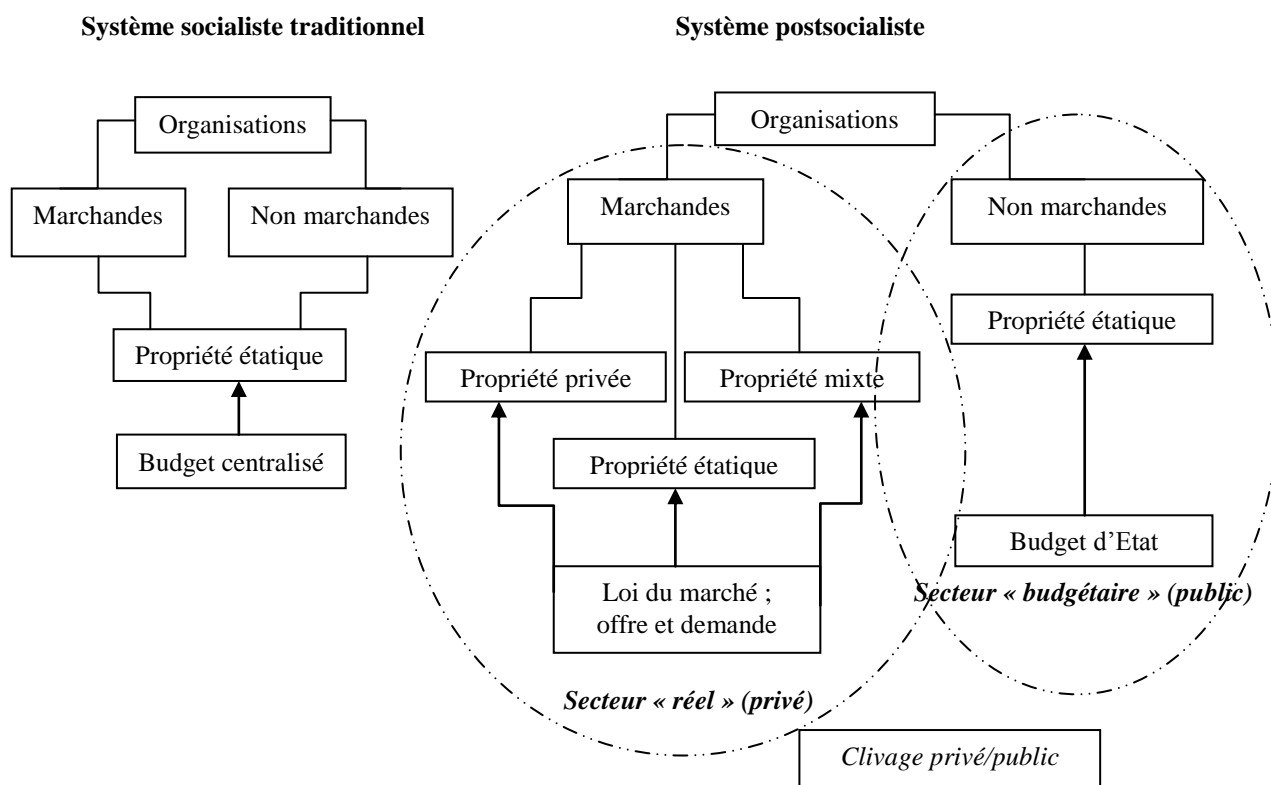 Système socialiste traditionnel
Système postsocialiste
Organisations
Marchandes
Non marchandes
Propriété étatique
Budget centralisé
Organisations
Marchandes
Non marchandes
Propriété étatique
Propriété privée
Propriété mixte
Propriété étatique
Budget d’Etat
Loi du marché ;
offre et demande
Secteur « budgétaire » (public)
Secteur « réel » (privé)
Clivage privé/public